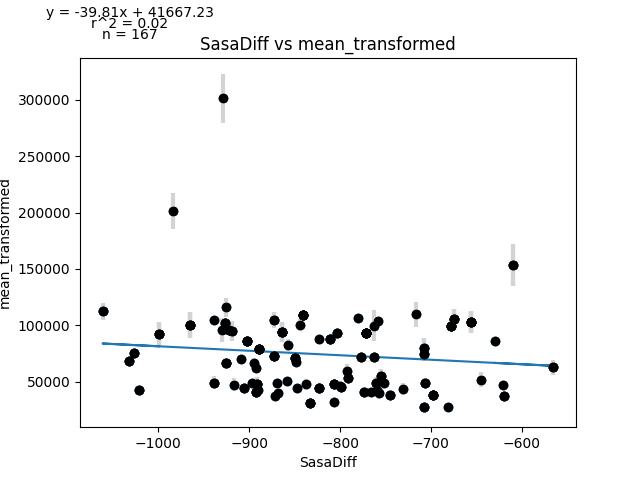 y = -39.81x + 41667.23
r^2 = 0.02
n = 167
SasaDiff vs mean_transformed
300000
250000
200000
150000
100000
50000
mean_transformed
−1000
−900
−800
−700
−600
SasaDiff